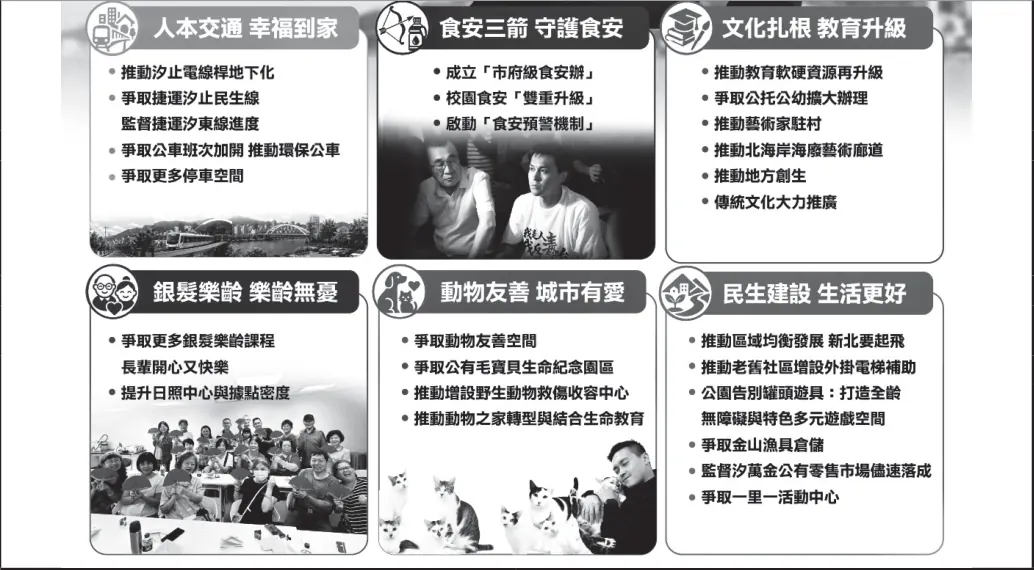 人本交通 幸福到家
推動汐止電線桿地下化
爭取捷運汐止民生線
監督捷運汐東線進度
爭取公車班次加開 推動環保公車
爭取更多停車空間
食安三箭 守護食安
成立「市府級食安辦」
校園食安「雙重升級」
啟動「食安預警機制」
文化扎根 教育升級
推動教育軟硬資源再升級
爭取公托公幼擴大辦理
推動藝術家駐村
推動北海岸海廢藝術廊道
推動地方創生
傳統文化大力推廣
銀髮樂齡 樂齡無憂
爭取更多銀髮樂齡課程
長輩開心又快樂
提升日照中心與據點密度
動物友善 城市有愛
爭取動物友善空間
爭取公有毛寶貝生命紀念園區
推動增設野生動物救傷收容中心
推動動物之家轉型與結合生命教育
民生建設 生活更好
推動區域均衡發展 新北要起飛
推動老舊社區增設外掛電梯補助
公園告別罐頭遊具：打造全齡
無障礙與特色多元遊戲空間
爭取金山漁具倉儲
監督汐萬金公有零售市場儘速落成
爭取一里一活動中心